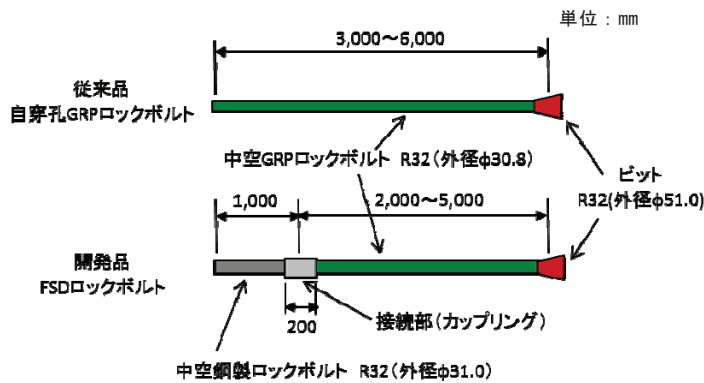 単位：mm
3,000～6,000
従来品
自穿孔GRPロックボルト
中空GRPロックボルト R32（外径φ30.8）
ビット
R32(外径φ51.0)
1,000
2,000～5,000
開発品
FSDロックボルト
200
接続部（カップリング）
中空鋼製ロックボルト R32（外径φ31.0）